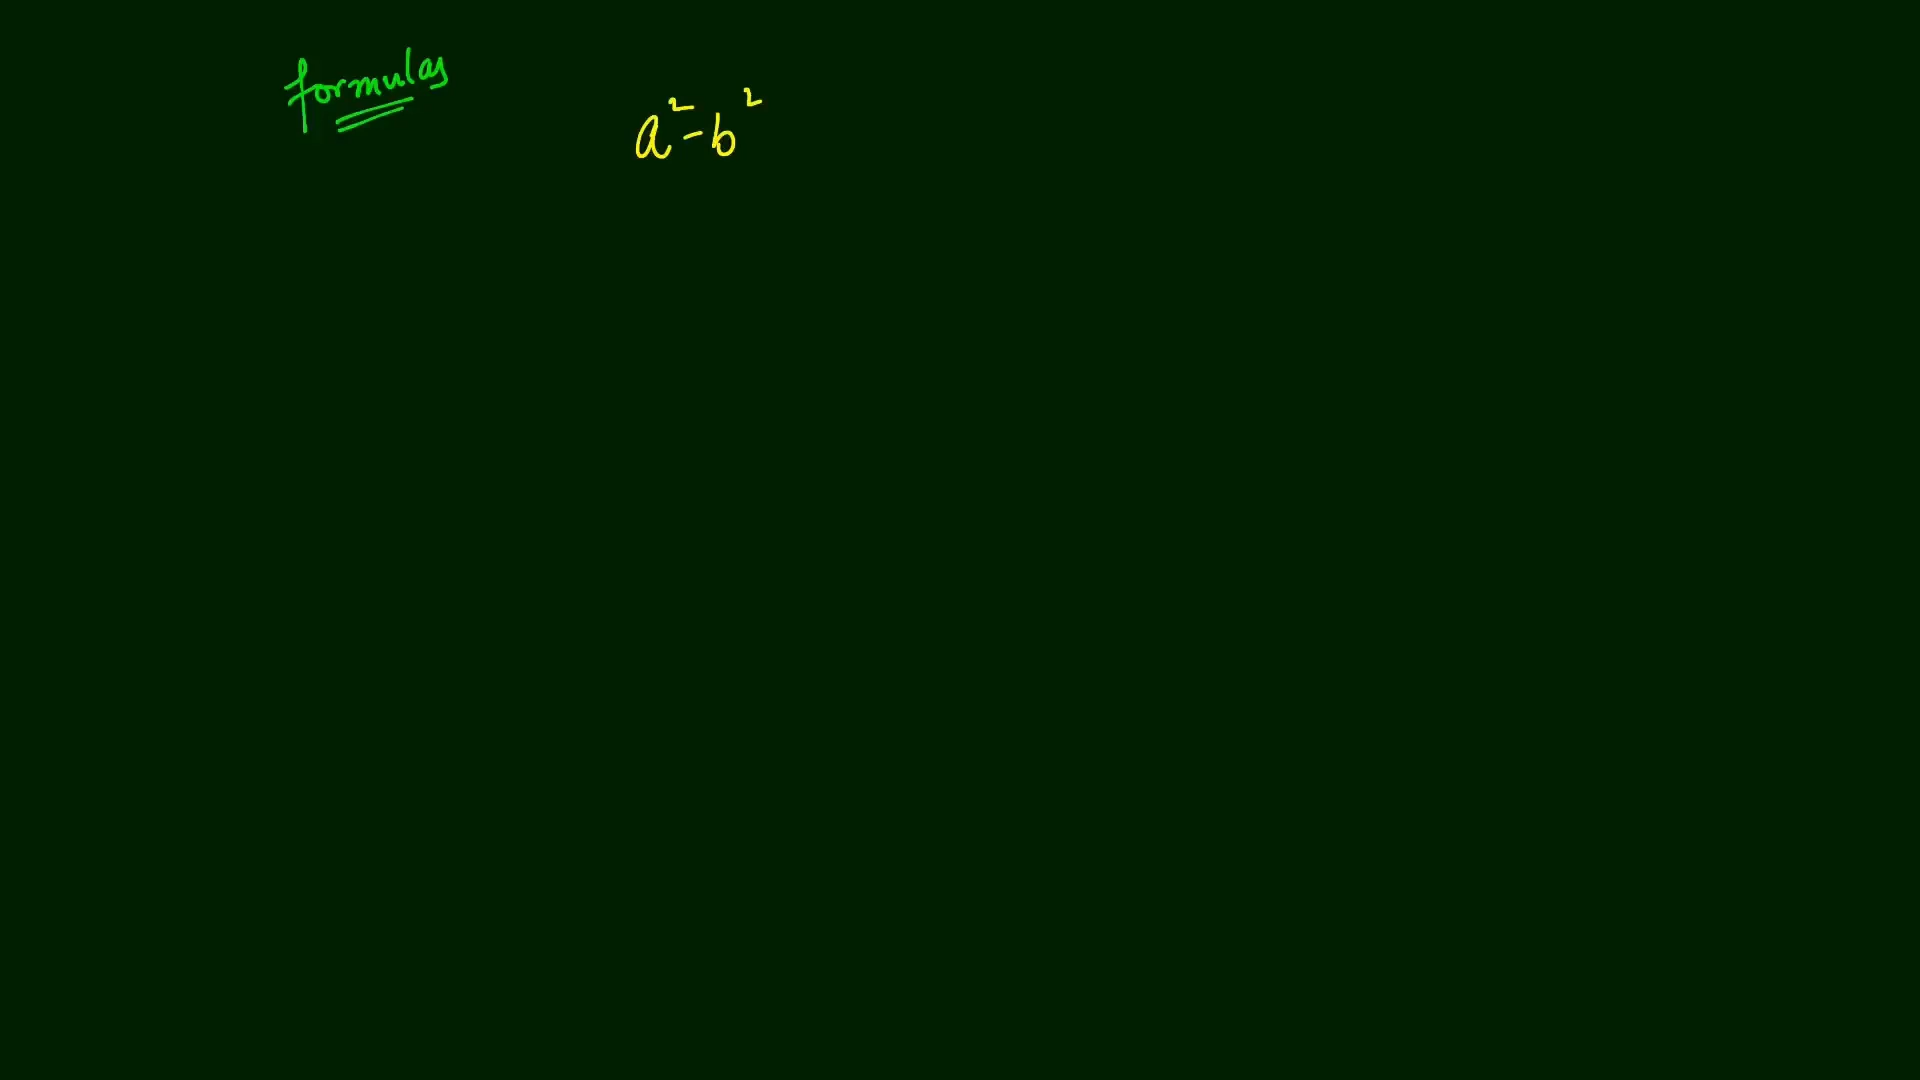 formulas
a² - b²